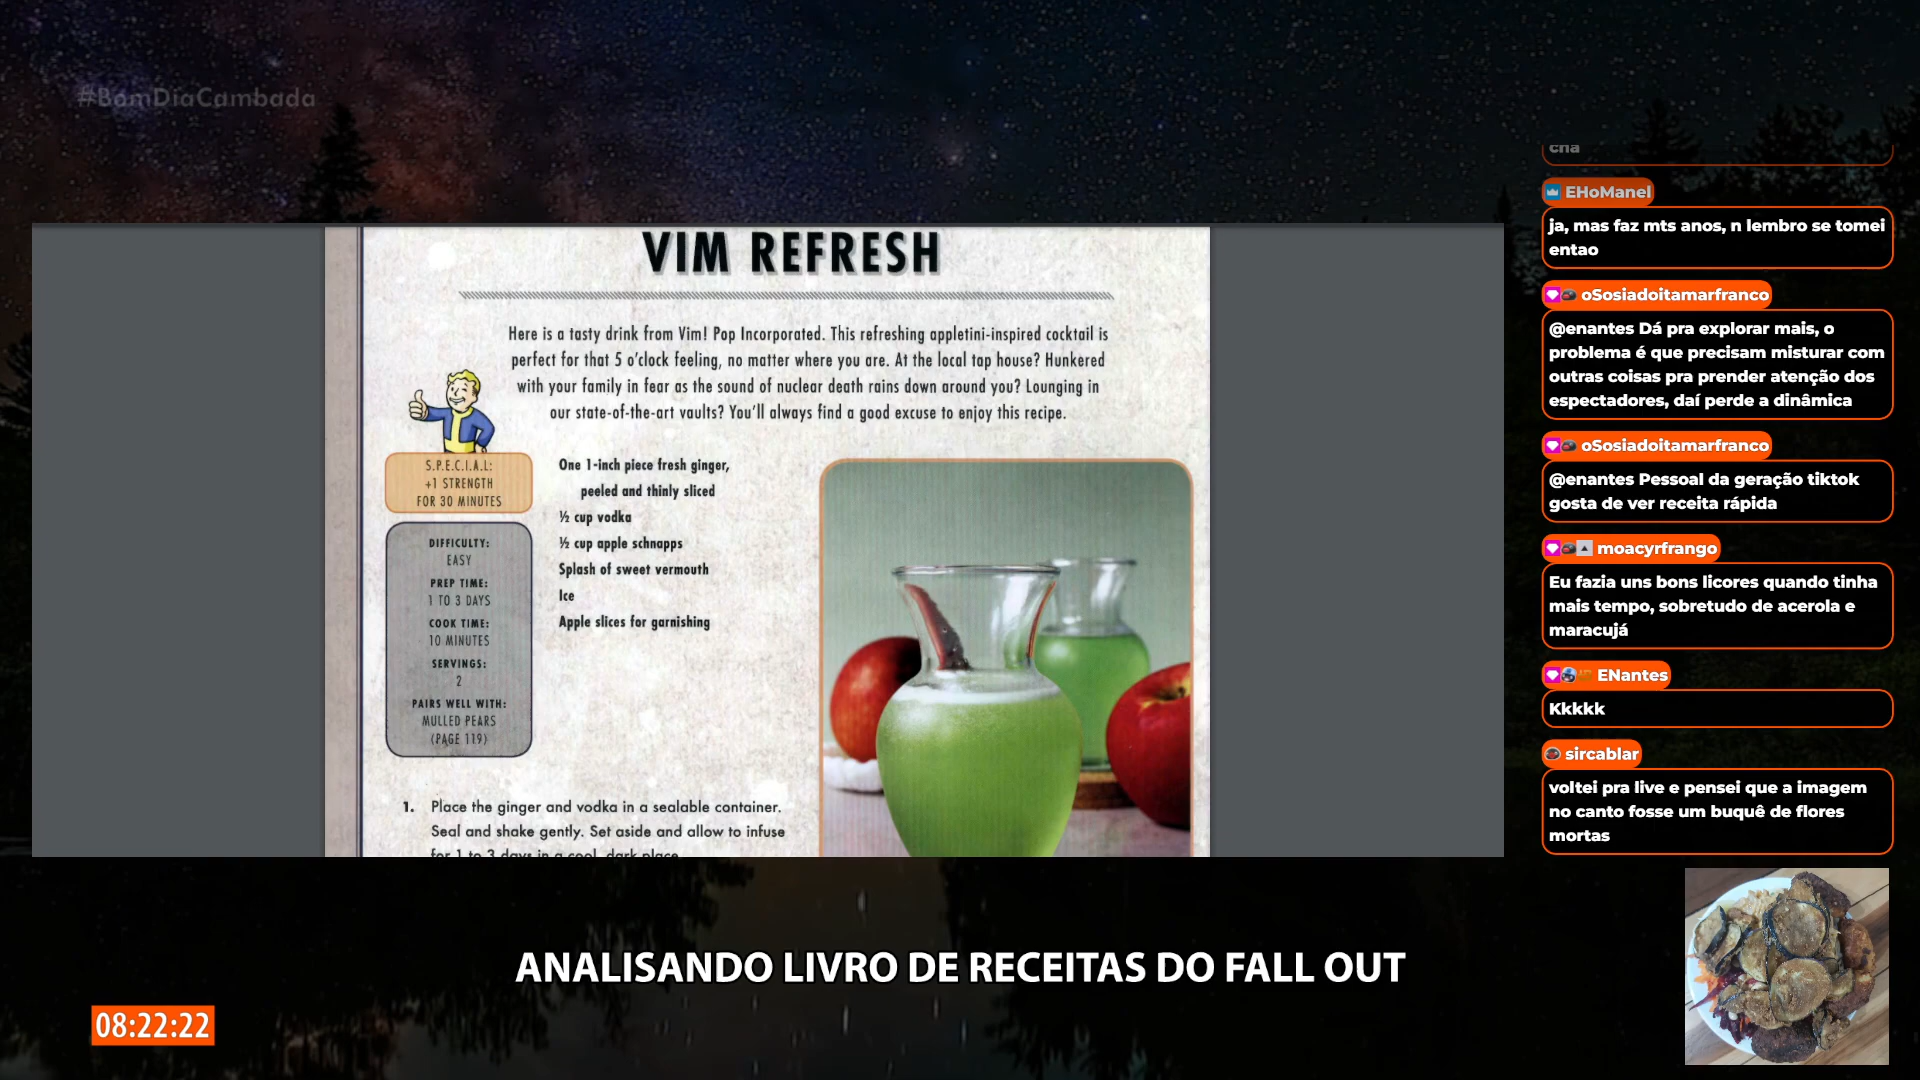 #BomDiaCambada
VIM REFRESH
Here is a tasty drink from Vim! Pop Incorporated. This refreshing appletini-inspired cocktail is
perfect for that 5 o'clock feeling, no matter where you are. At the local tap house? Hunkered
with your family in fear as the sound of nuclear death rains down around you? Lounging in
our state-of-the-art vaults? You'll always find a good excuse to enjoy this recipe.
S.P.E.C.I.A.L:
+1 STRENGTH
FOR 30 MINUTES
DIFFICULTY:
EASY
PREP TIME:
1 TO 3 DAYS
COOK TIME:
10 MINUTES
SERVINGS:
2
PAIRS WELL WITH:
MULLED PEARS
(PAGE 119)
One 1-inch piece fresh ginger,
peeled and thinly sliced
½ cup vodka
½ cup apple schnapps
Splash of sweet vermouth
Ice
Apple slices for garnishing
1. Place the ginger and vodka in a sealable container.
Seal and shake gently. Set aside and allow to infuse
for 1 to 3 days in a cool, dark place.
cha
EHoManel
ja, mas faz mts anos, n lembro se tomei
entao
oSosiadoitamarfranco
@enantes Dá pra explorar mais, o
problema é que precisam misturar com
outras coisas pra prender atenção dos
espectadores, daí perde a dinâmica
oSosiadoitamarfranco
@enantes Pessoal da geração tiktok
gosta de ver receita rápida
moacyrfrango
Eu fazia uns bons licores quando tinha
mais tempo, sobretudo de acerola e
maracujá
ENantes
Kkkkk
sircablar
voltei pra live e pensei que a imagem
no canto fosse um buquê de flores
mortas
ANALISANDO LIVRO DE RECEITAS DO FALL OUT
08:22:22